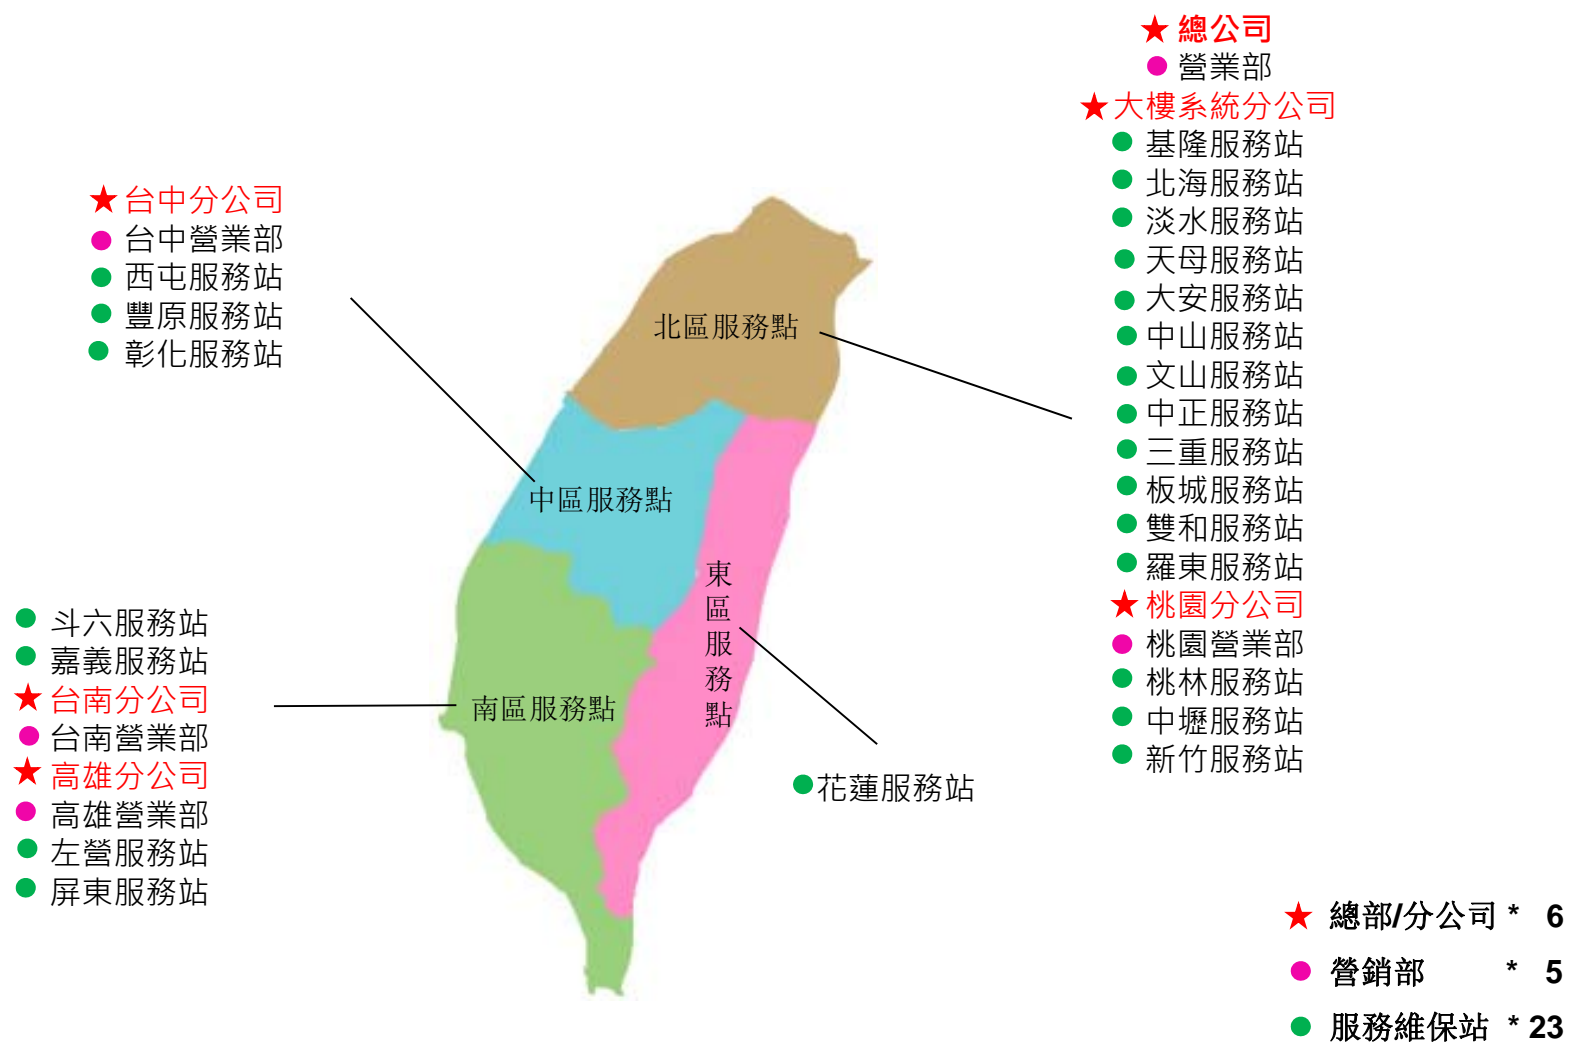 ★ 總公司
● 營業部
★ 大樓系統分公司
● 基隆服務站
● 北海服務站
● 淡水服務站
● 天母服務站
● 大安服務站
● 中山服務站
● 文山服務站
● 中正服務站
● 三重服務站
● 板城服務站
● 雙和服務站
● 羅東服務站
★ 桃園分公司
● 桃園營業部
● 桃林服務站
● 中壢服務站
● 新竹服務站
★ 台中分公司
● 台中營業部
● 西屯服務站
● 豐原服務站
● 彰化服務站
北區服務點
中區服務點
東區服務點
南區服務點
● 斗六服務站
● 嘉義服務站
★ 台南分公司
● 台南營業部
★ 高雄分公司
● 高雄營業部
● 左營服務站
● 屏東服務站
● 花蓮服務站
★ 總部/分公司 * 6
● 營銷部 * 5
● 服務維保站 * 23